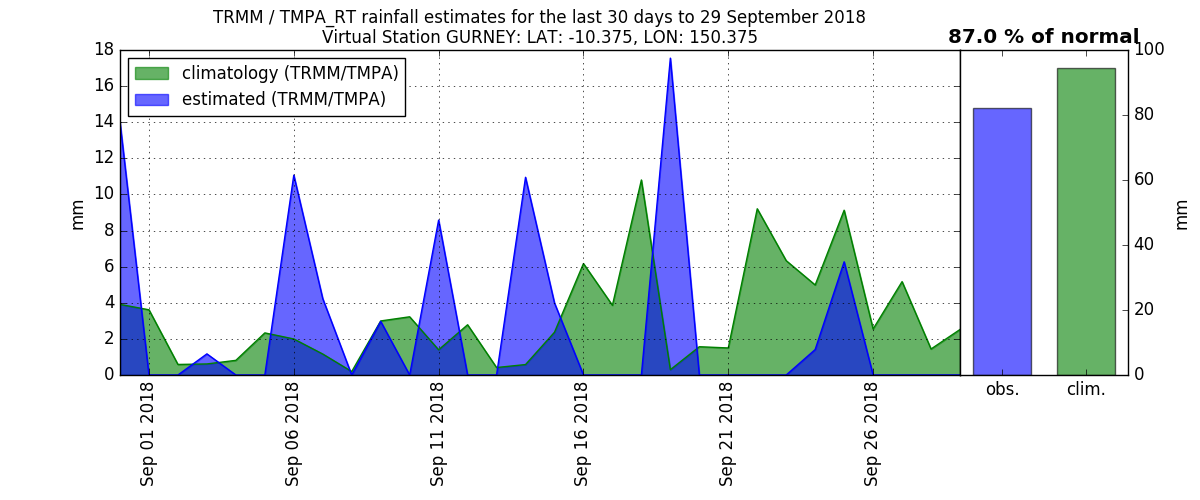 TRMM / TMPA_RT rainfall estimates for the last 30 days to 29 September 2018
Virtual Station GURNEY: LAT: -10.375, LON: 150.375
87.0 % of normal
climatology (TRMM/TMPA)
estimated (TRMM/TMPA)
18
16
14
12
10
8
6
4
2
0
mm
Sep 01 2018
Sep 06 2018
Sep 11 2018
Sep 16 2018
Sep 21 2018
Sep 26 2018
obs.
clim.
100
80
60
40
20
0
mm